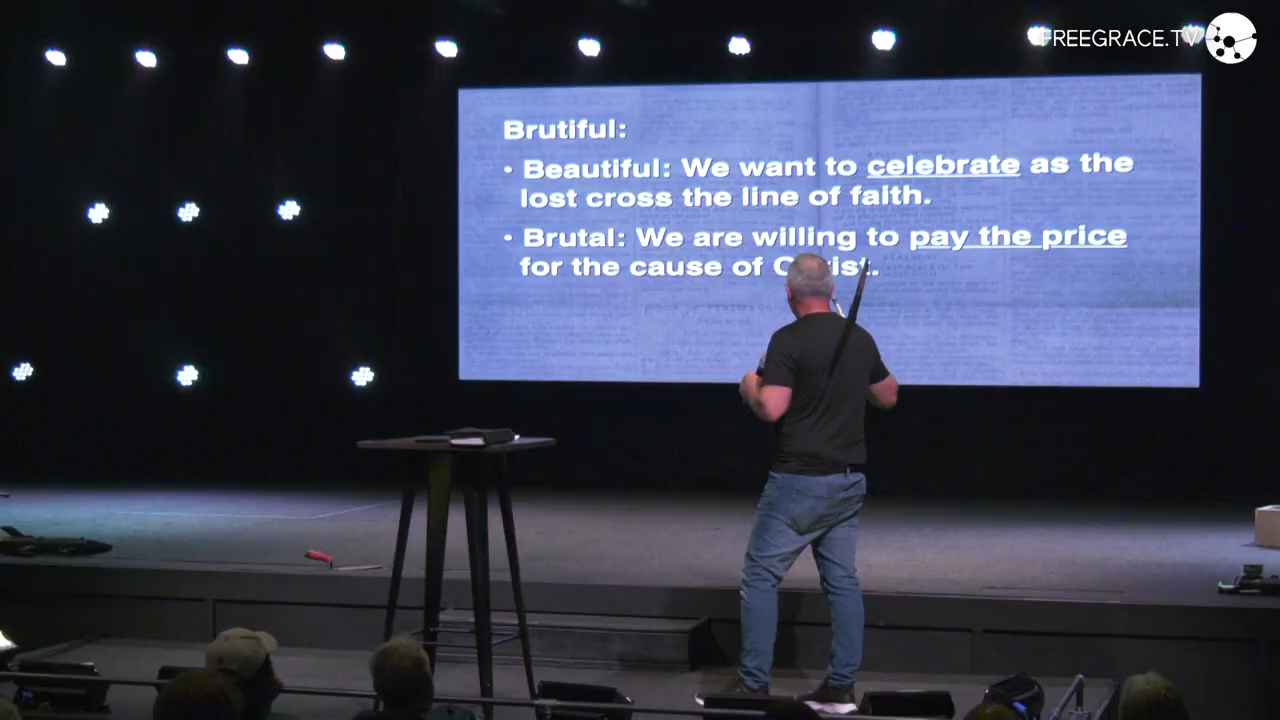 FREEGRACE.TV
Brutiful:
• Beautiful: We want to celebrate as the
lost cross the line of faith.
• Brutal: We are willing to pay the price
for the cause of Christ.